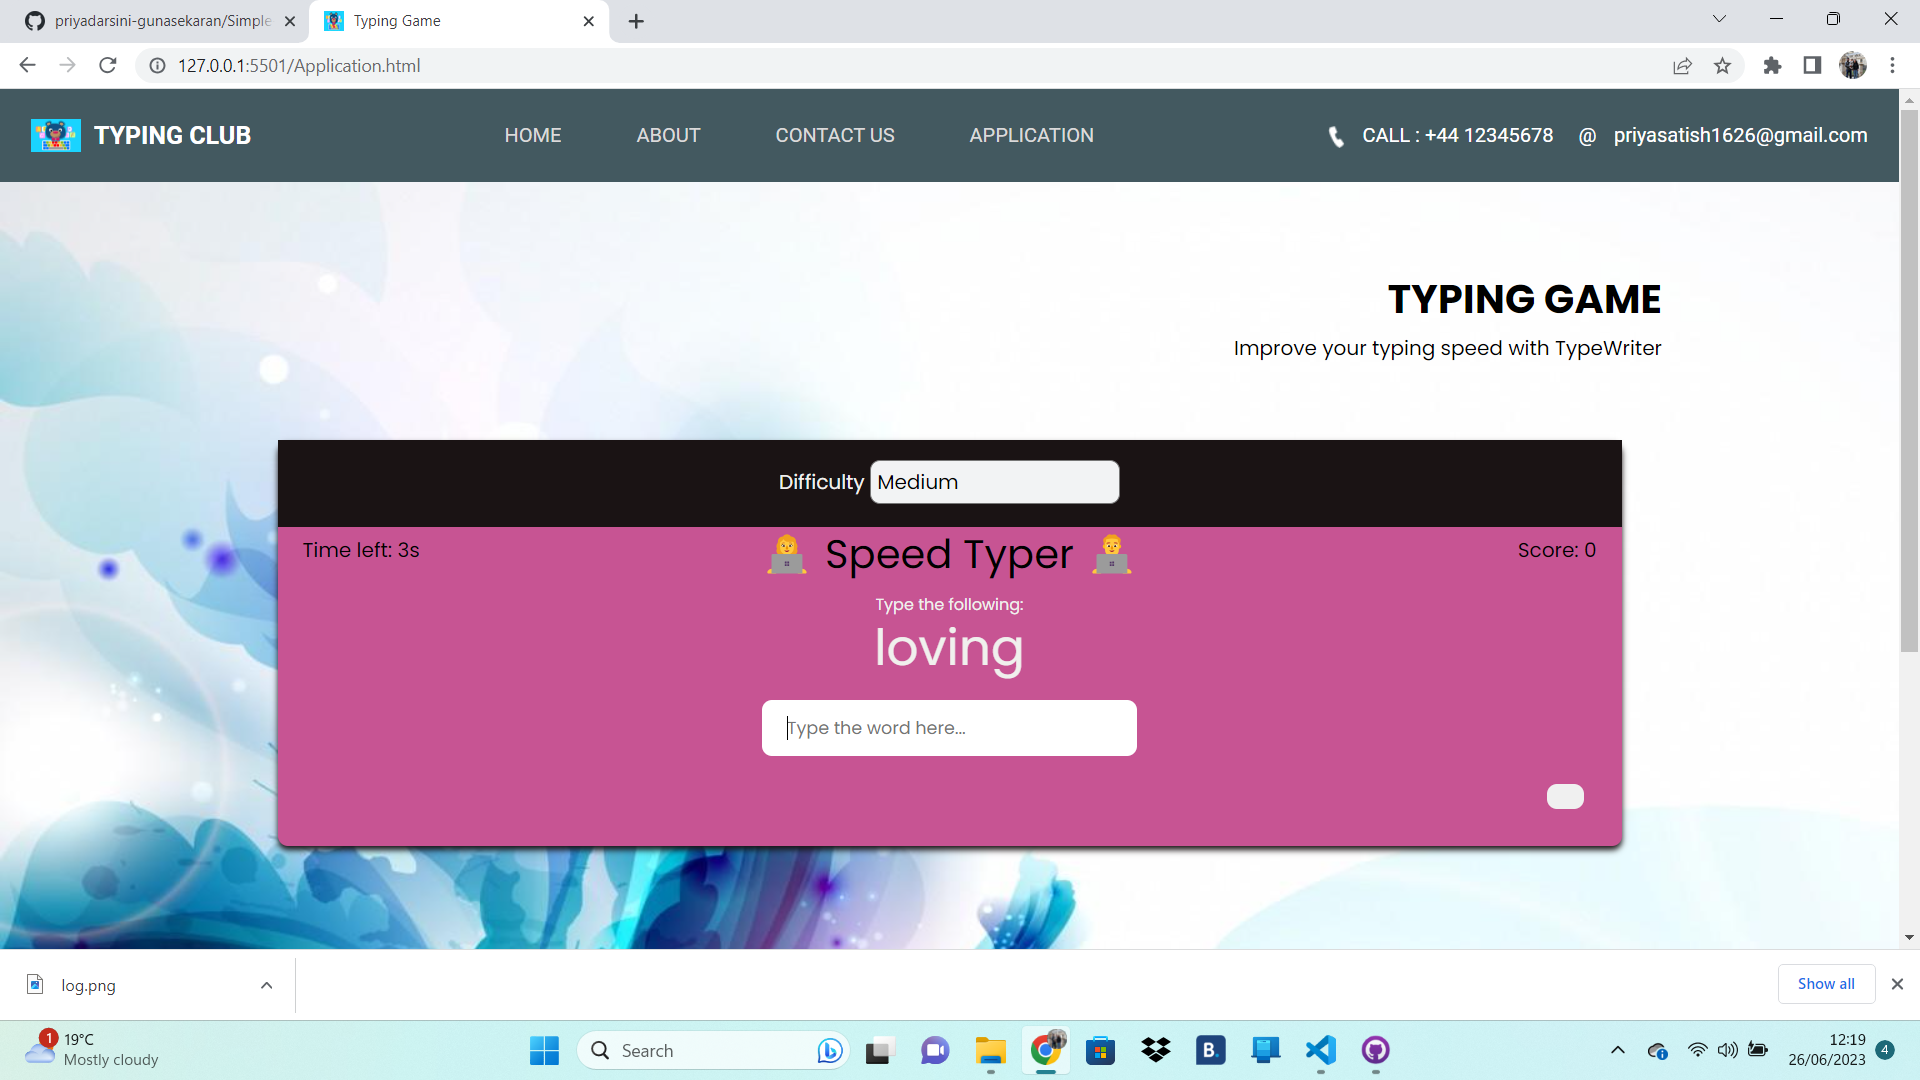 priyadarsini-gunasekaran/Simple
Typing Game
127.0.0.1:5501/Application.html
TYPING CLUB
HOME
ABOUT
CONTACT US
APPLICATION
CALL : +44 12345678
@ priyasatish1626@gmail.com
TYPING GAME
Improve your typing speed with TypeWriter
Difficulty Medium
Time left: 3s
Speed Typer
Score: 0
Type the following:
loving
Type the word here...
log.png
Show all
1
19°C
Mostly cloudy
Search
B.
12:19
26/06/2023
4